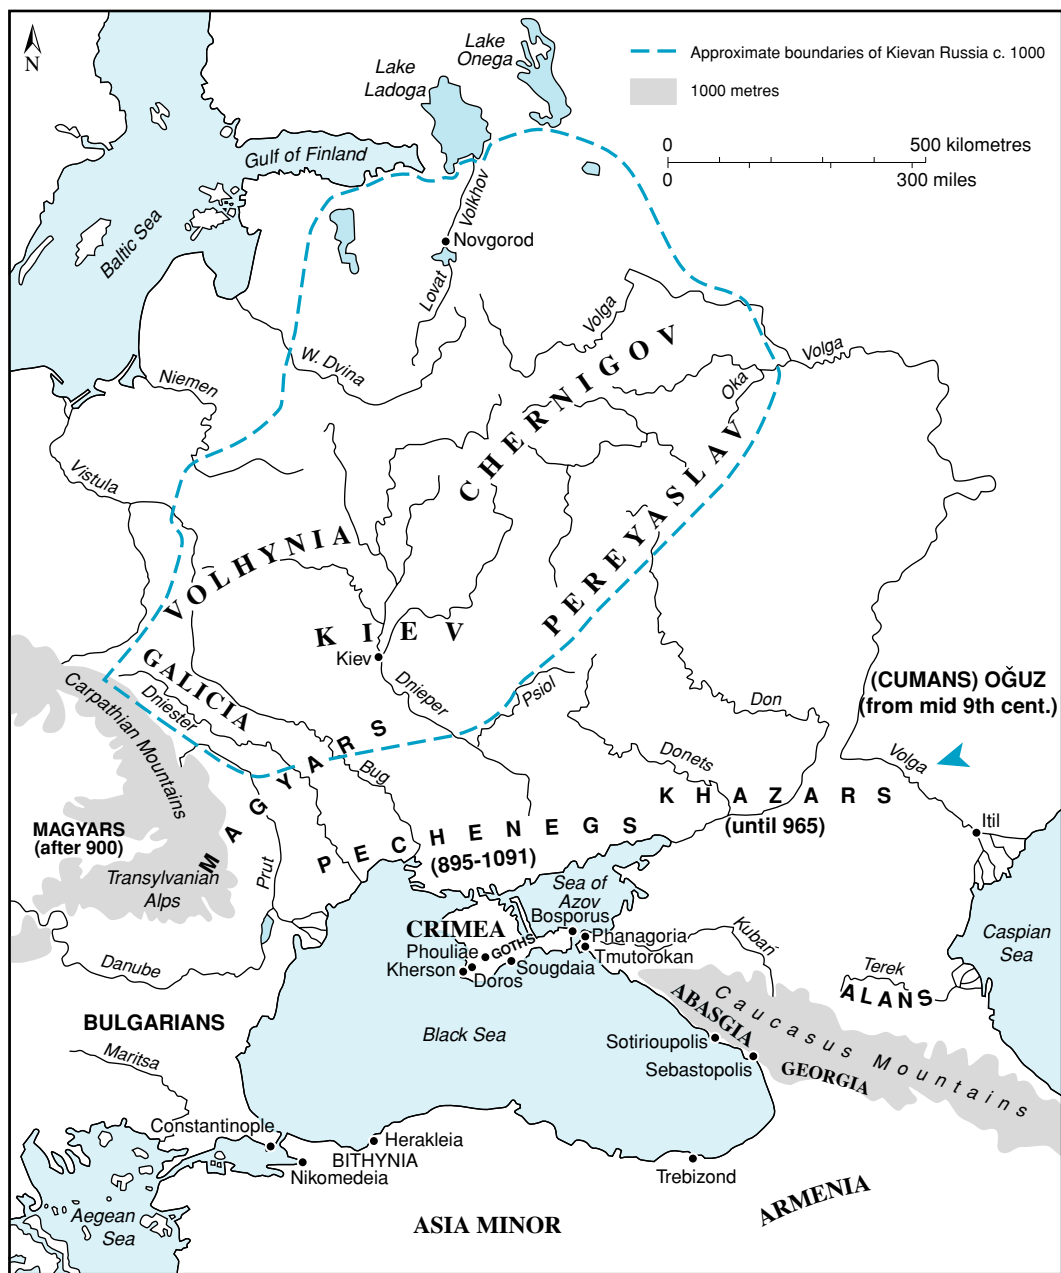 N
Lake
Onega
Lake
Ladoga
Approximate boundaries of Kievan Russia c. 1000
1000 metres
0 500 kilometres
0 300 miles
Gulf of Finland
Baltic Sea
Volkhov
Novgorod
Lovat
Volga
Volga
W. Dvina
Niemen
Oka
CHERNIGOV
PEREYASLAV
Vistula
VOLHYNIA
KIEV
Kiev
GALICIA
Dniester
Carpathian Mountains
Dnieper
Psiol
Don
(CUMANS) OĞUZ
(from mid 9th cent.)
Volga
Donets
Bug
MAGYARS
KHAZARS
(until 965)
Itil
MAGYARS
(after 900)
PECHENEGS
(895-1091)
Transylvanian
Alps
Prut
Sea of
Azov
Bosporus
CRIMEA
GOTHS
Phanagoria
Tmutorokan
Phouliae
Kherson
Doros
Sougdaia
Kuban
Caspian
Sea
Terek
ALANS
Danube
ABASGIA
Caucasus Mountains
BULGARIANS
Black Sea
Sotirioupolis
Sebastopolis
GEORGIA
Maritsa
Constantinople
Herakleia
BITHYNIA
Nikomedeia
Trebizond
ARMENIA
Aegean
Sea
ASIA MINOR